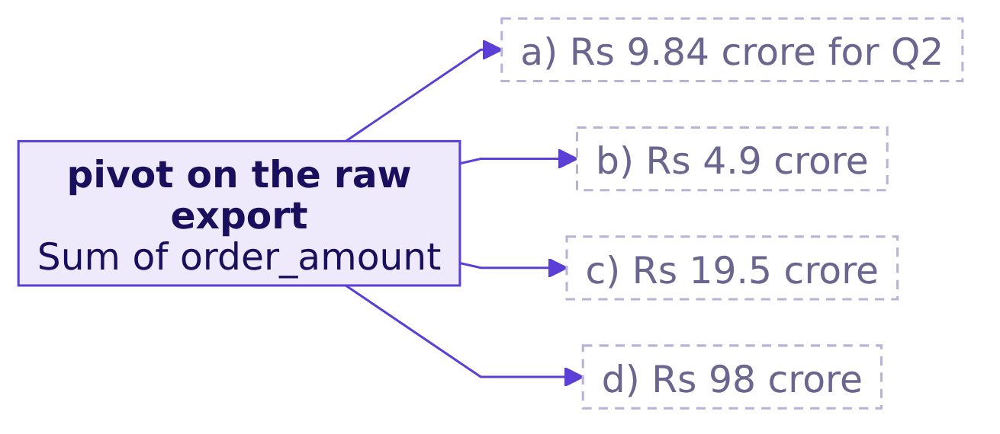 pivot on the raw
export
Sum of order_amount
a) Rs 9.84 crore for Q2
b) Rs 4.9 crore
c) Rs 19.5 crore
d) Rs 98 crore